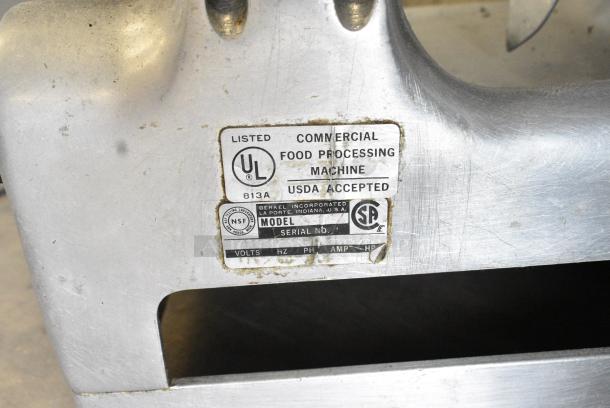 LISTED
UL
®
813A
COMMERCIAL
FOOD PROCESSING
MACHINE
USDA ACCEPTED
BERKEL INCORPORATED
LA PORTE, INDIANA, U.S.A.
NSF
MODEL
SERIAL NO.
SA
VOLTS HZ PH AMP HP